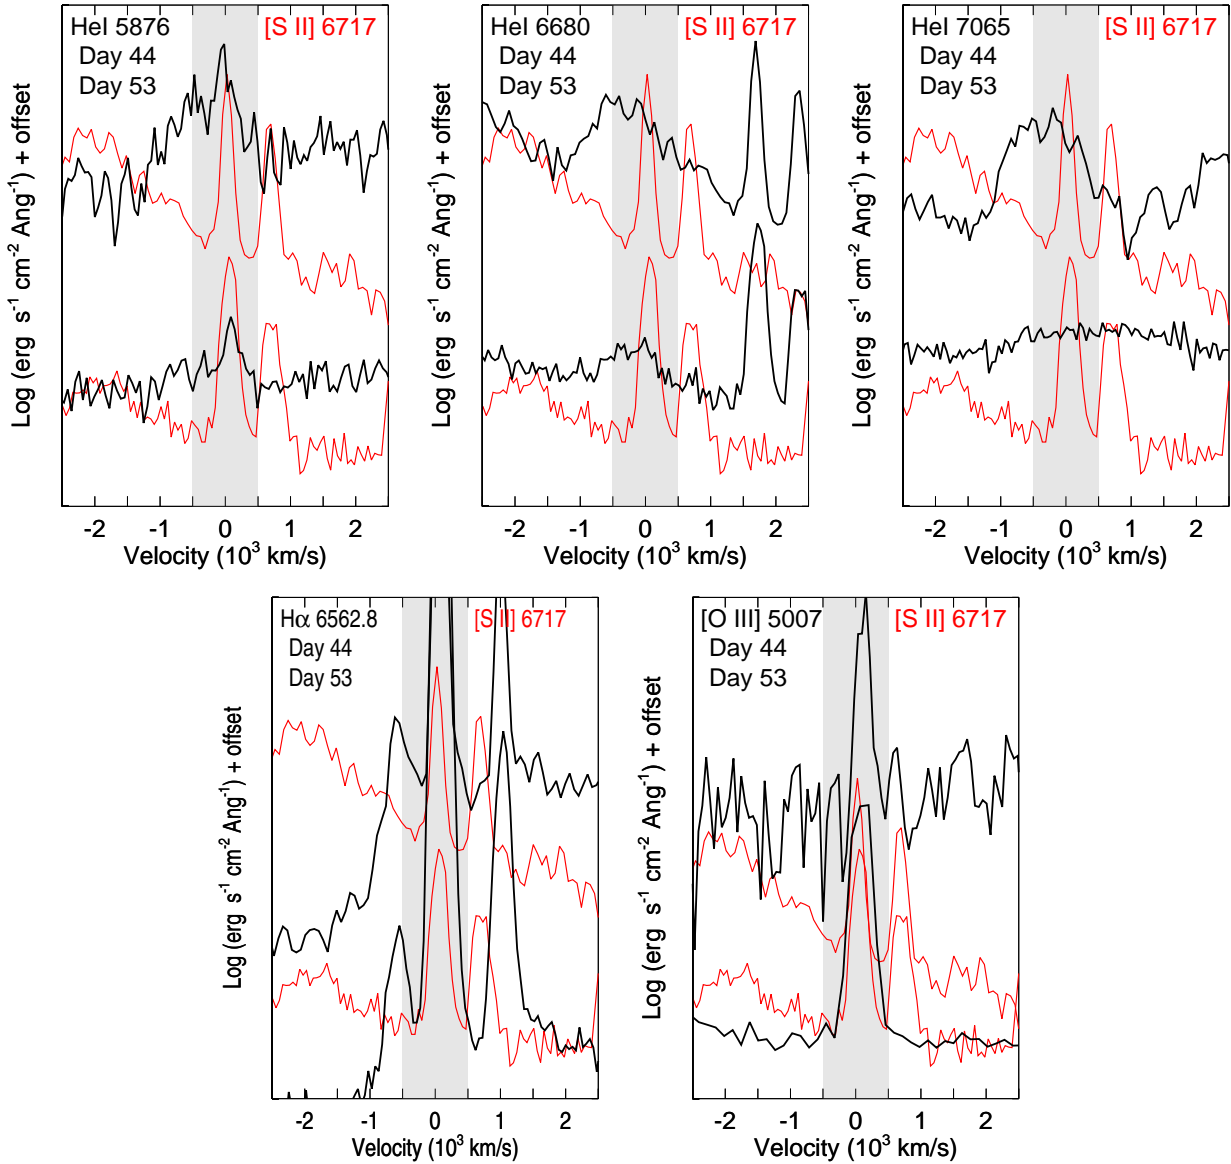 HeI 5876 [S II] 6717
Day 44
Day 53
Log (erg s-1 cm-2 Ang-1) + offset
-2 -1 0 1 2
Velocity (10³ km/s)
HeI 6680 [S II] 6717
Day 44
Day 53
Log (erg s-1 cm-2 Ang-1) + offset
-2 -1 0 1 2
Velocity (10³ km/s)
HeI 7065 [S II] 6717
Day 44
Day 53
Log (erg s-1 cm-2 Ang-1) + offset
-2 -1 0 1 2
Velocity (10³ km/s)
Hα 6562.8 [S II] 6717
Day 44
Day 53
Log (erg s-1 cm-2 Ang-1) + offset
-2 -1 0 1 2
Velocity (10³ km/s)
[O III] 5007 [S II] 6717
Day 44
Day 53
Log (erg s-1 cm-2 Ang-1) + offset
-2 -1 0 1 2
Velocity (10³ km/s)